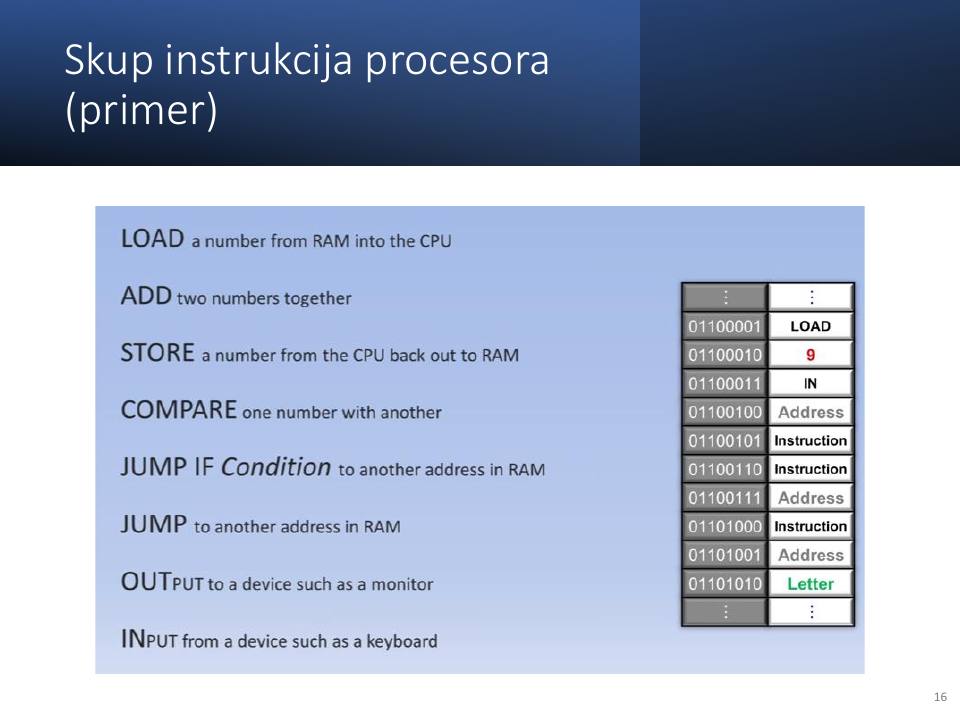 Skup instrukcija procesora
(primer)
LOAD a number from RAM into the CPU
ADD two numbers together
STORE a number from the CPU back out to RAM
COMPARE one number with another
JUMP IF Condition to another address in RAM
JUMP to another address in RAM
OUTPUT to a device such as a monitor
INPUT from a device such as a keyboard
⋮ ⋮
01100001 LOAD
01100010 9
01100011 IN
01100100 Address
01100101 Instruction
01100110 Instruction
01100111 Address
01101000 Instruction
01101001 Address
01101010 Letter
⋮ ⋮
16